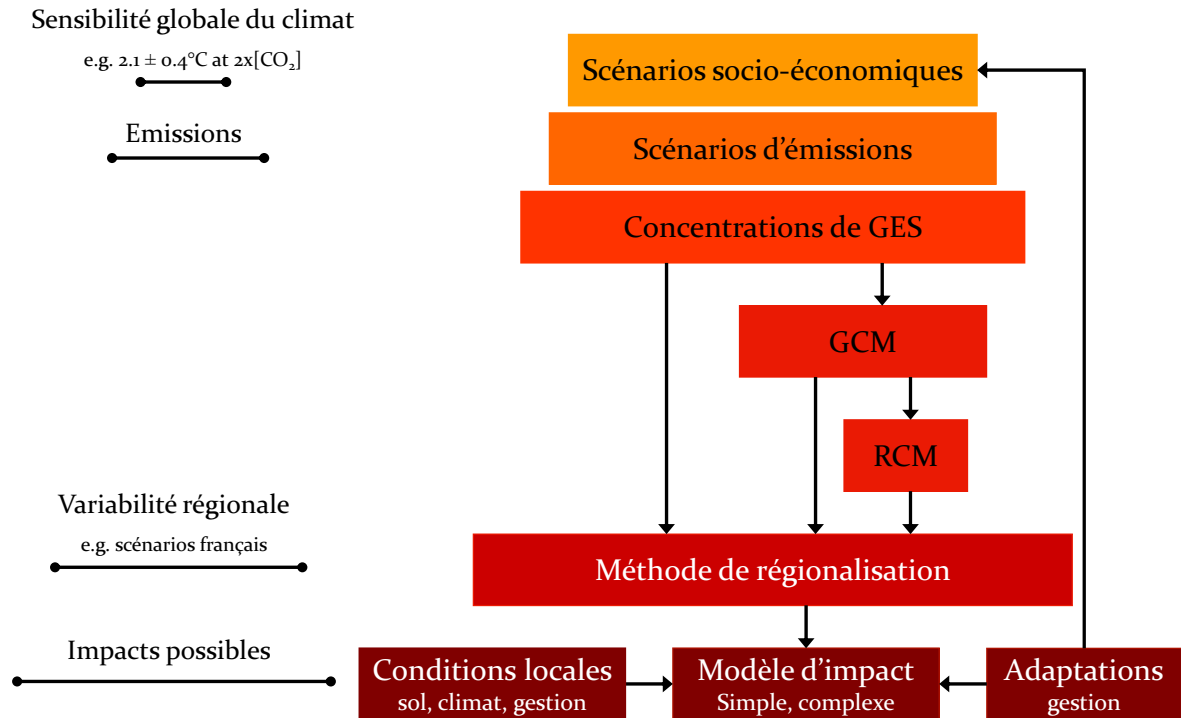 Sensibilité globale du climat
e.g. 2.1 ± 0.4°C at 2x[CO₂]
Emissions
Variabilité régionale
e.g. scénarios français
Impacts possibles
Scénarios socio-économiques
Scénarios d'émissions
Concentrations de GES
GCM
RCM
Méthode de régionalisation
Conditions locales
sol, climat, gestion
Modèle d'impact
Simple, complexe
Adaptations
gestion